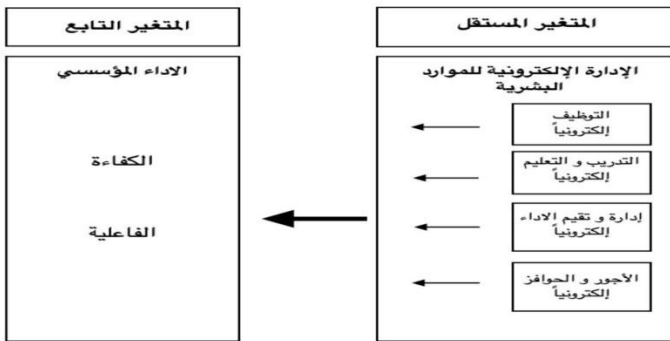 المتغير المستقل
الإدارة الإلكترونية للموارد
البشرية
التوظيف
إلكترونياً
التدريب و التعليم
إلكترونياً
إدارة و تقيم الاداء
إلكترونياً
الأجور و الحوافز
إلكترونياً
المتغير التابع
الاداء المؤسسي
الكفاءة
الفاعلية